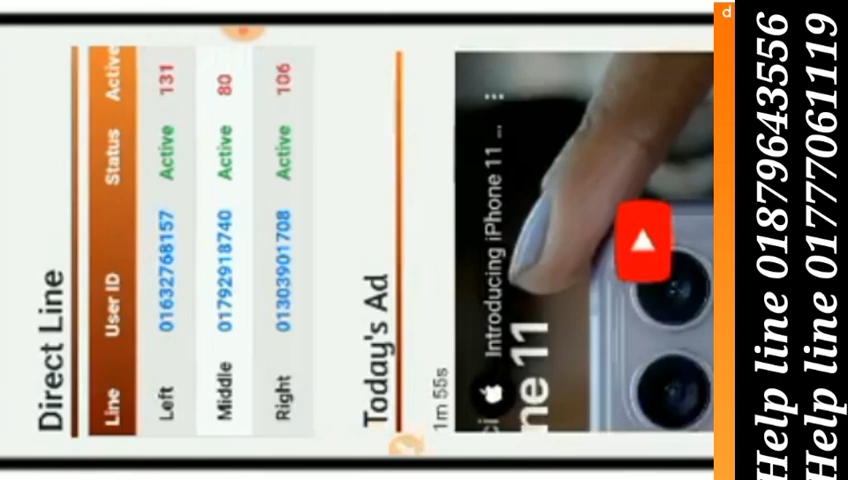 Direct Line
Line User ID Status Active
Left 01632768157 Active 131
Middle 01792918740 Active 80
Right 01303901708 Active 106
Today's Ad
1m 55s
Introducing iPhone 11 ...
ne 11
Help line 01879643556
Help line 01777061119